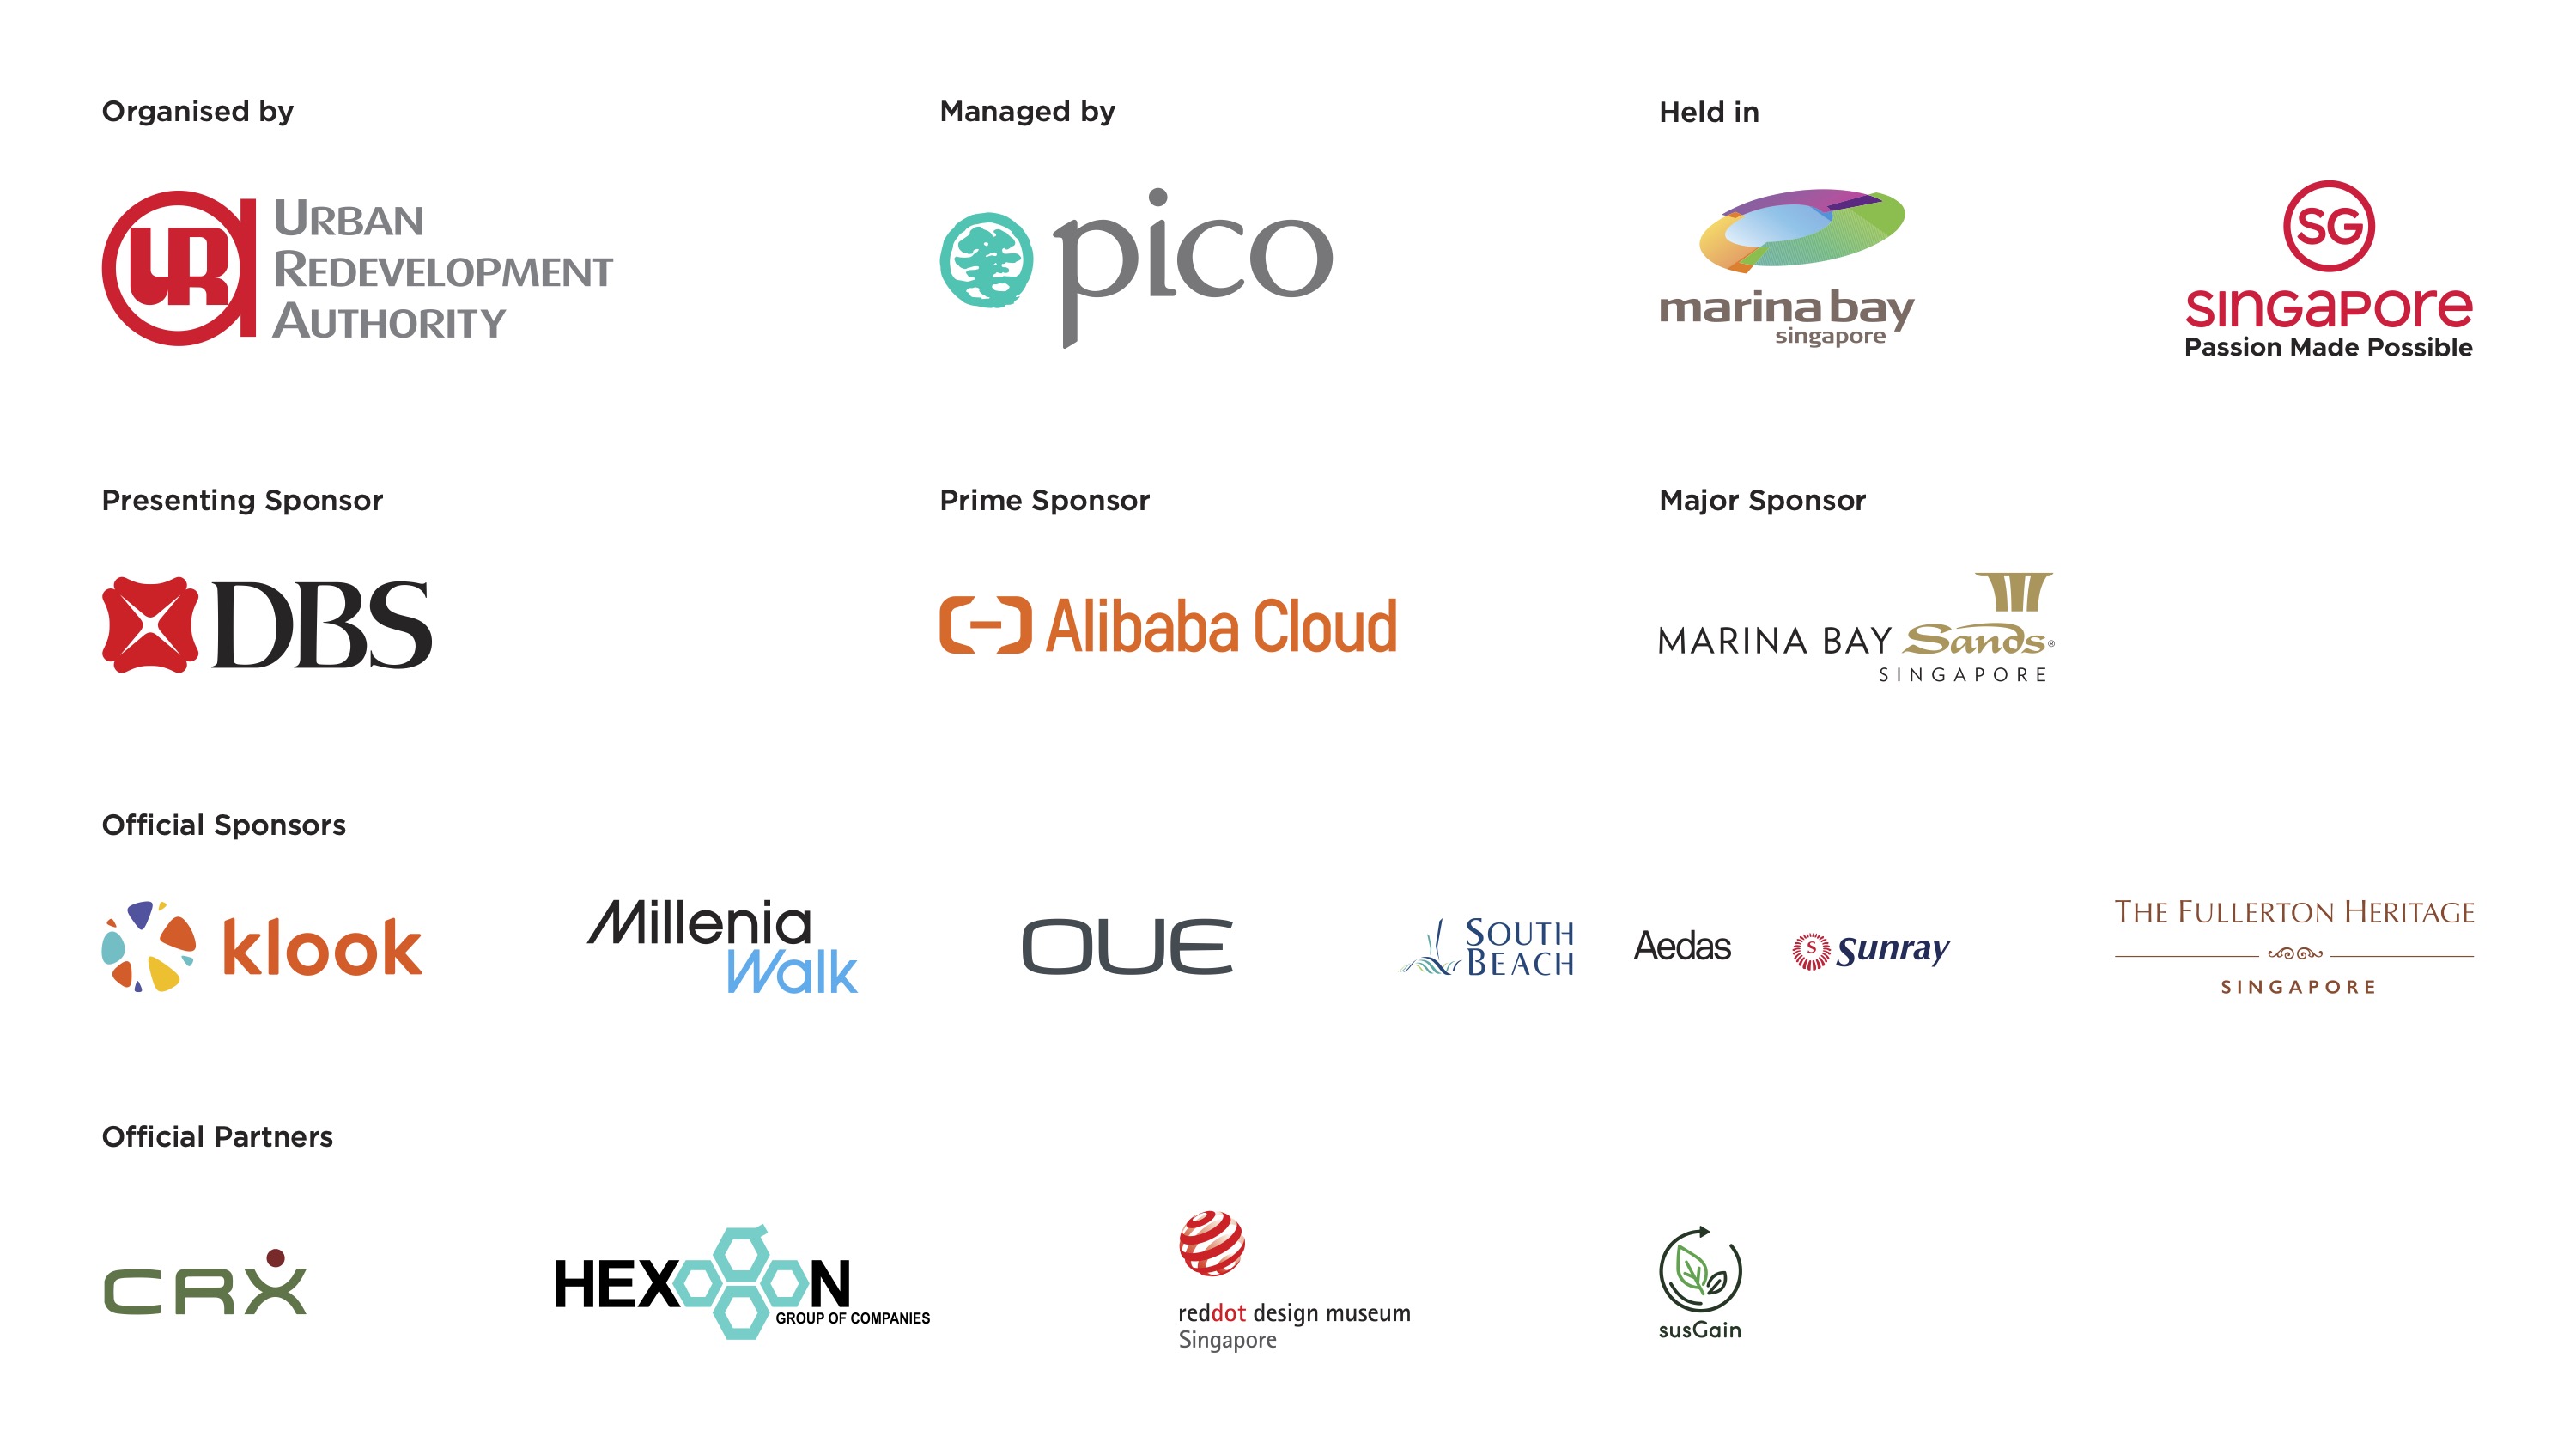 Organised by
Managed by
Held in
UR
URBAN
REDEVELOPMENT
AUTHORITY
pico
marina bay
singapore
SG
SINGAPORE
Passion Made Possible
Presenting Sponsor
Prime Sponsor
Major Sponsor
DBS
Alibaba Cloud
MARINA BAY Sands®
SINGAPORE
Official Sponsors
klook
Millenia
Walk
OUE
SOUTH
BEACH
Aedas
S Sunray
THE FULLERTON HERITAGE
SINGAPORE
Official Partners
CRX
HEXOGON
GROUP OF COMPANIES
reddot design museum
Singapore
susGain